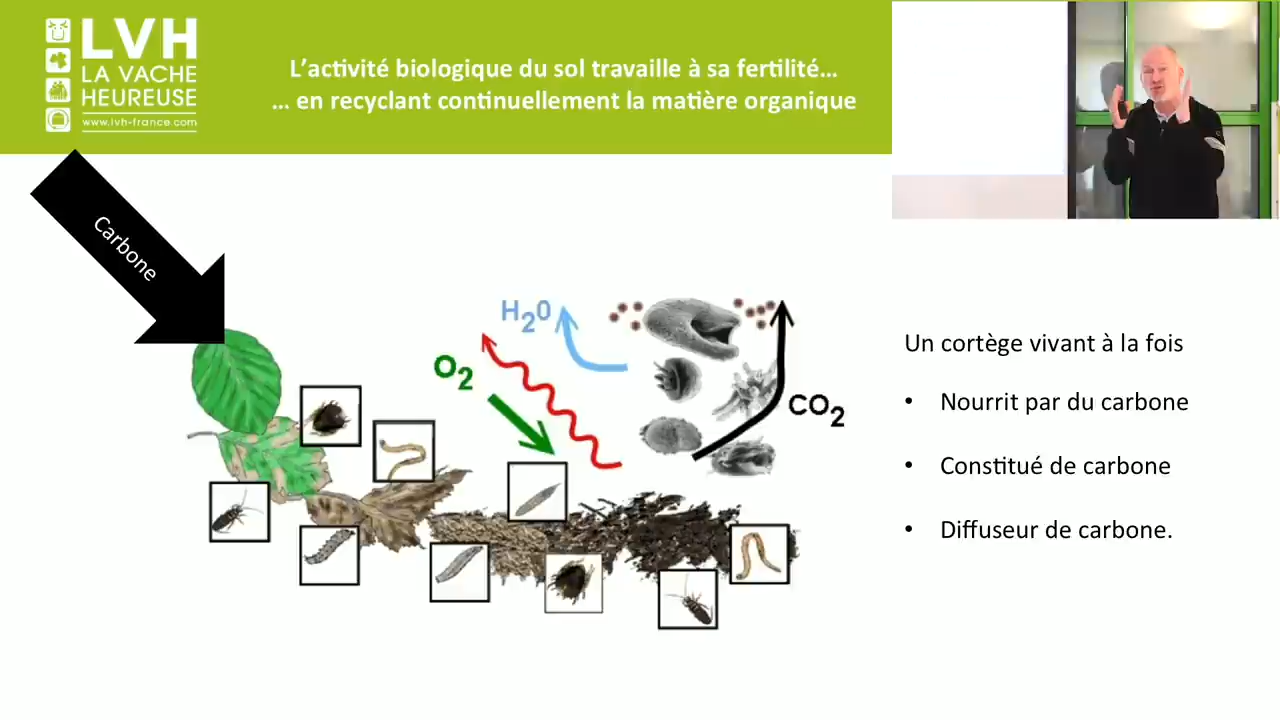 LVH
LA VACHE
HEUREUSE
www.lvh-france.com
L’activité biologique du sol travaille à sa fertilité…
… en recyclant continuellement la matière organique
Carbone
H20
O2
CO2
Un cortège vivant à la fois
• Nourrit par du carbone
• Constitué de carbone
• Diffuseur de carbone.